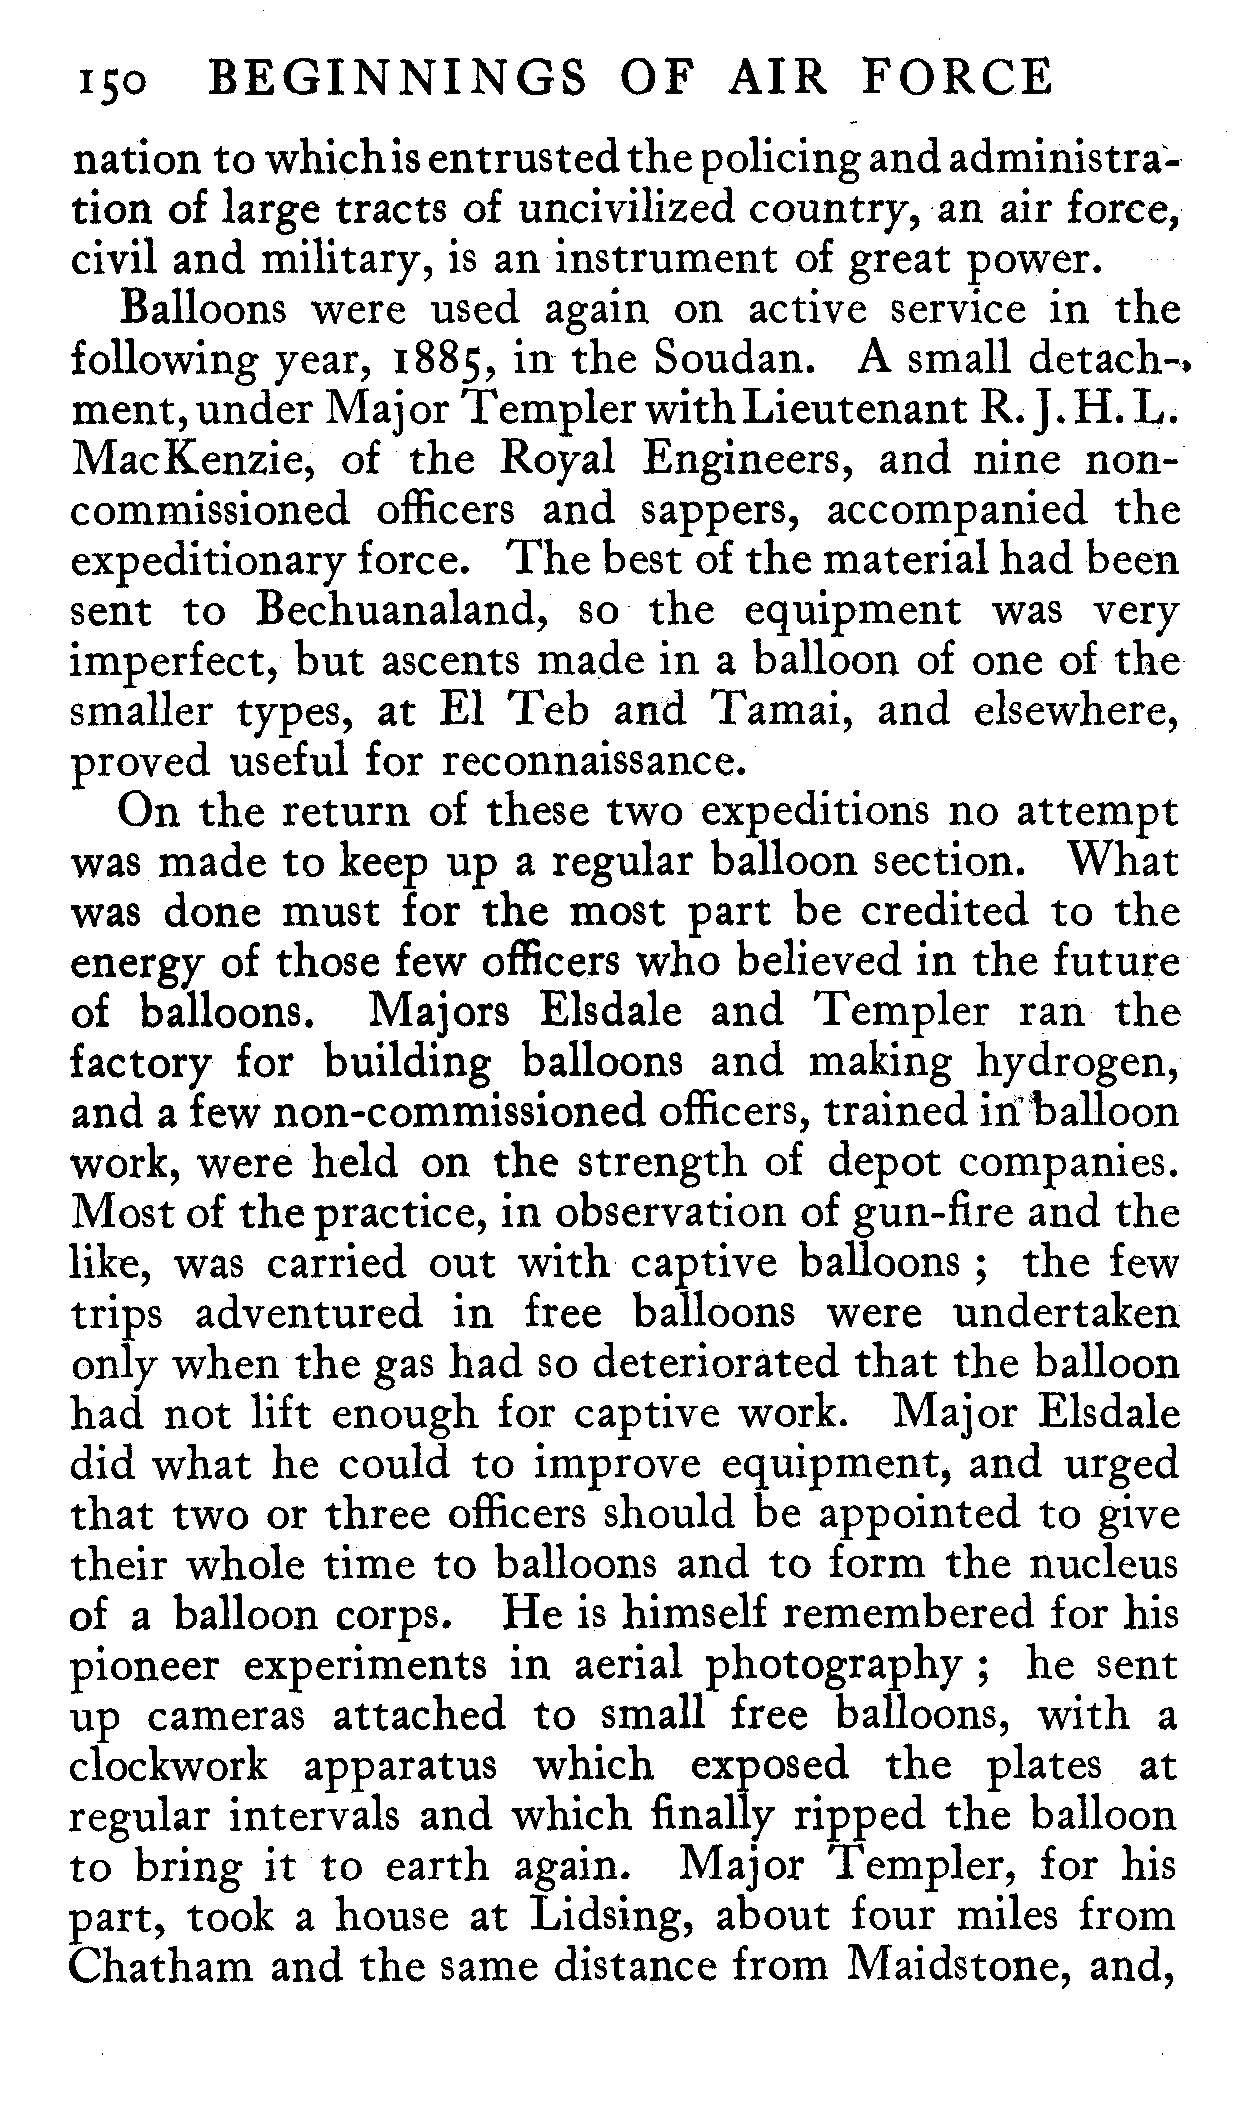 150 BEGINNINGS OF AIR FORCE
nation to which is entrusted the policing and administra-
tion of large tracts of uncivilized country, an air force,
civil and military, is an instrument of great power.
Balloons were used again on active service in the
following year, 1885, in the Soudan. A small detach-
ment, under Major Templer with Lieutenant R. J. H. L.
MacKenzie, of the Royal Engineers, and nine non-
commissioned officers and sappers, accompanied the
expeditionary force. The best of the material had been
sent to Bechuanaland, so the equipment was very
imperfect, but ascents made in a balloon of one of the
smaller types, at El Teb and Tamai, and elsewhere,
proved useful for reconnaissance.
On the return of these two expeditions no attempt
was made to keep up a regular balloon section. What
was done must for the most part be credited to the
energy of those few officers who believed in the future
of balloons. Majors Elsdale and Templer ran the
factory for building balloons and making hydrogen,
and a few non-commissioned officers, trained in balloon
work, were held on the strength of depot companies.
Most of the practice, in observation of gun-fire and the
like, was carried out with captive balloons ; the few
trips adventured in free balloons were undertaken
only when the gas had so deteriorated that the balloon
had not lift enough for captive work. Major Elsdale
did what he could to improve equipment, and urged
that two or three officers should be appointed to give
their whole time to balloons and to form the nucleus
of a balloon corps. He is himself remembered for his
pioneer experiments in aerial photography ; he sent
up cameras attached to small free balloons, with a
clockwork apparatus which exposed the plates at
regular intervals and which finally ripped the balloon
to bring it to earth again. Major Templer, for his
part, took a house at Lidsing, about four miles from
Chatham and the same distance from Maidstone, and,